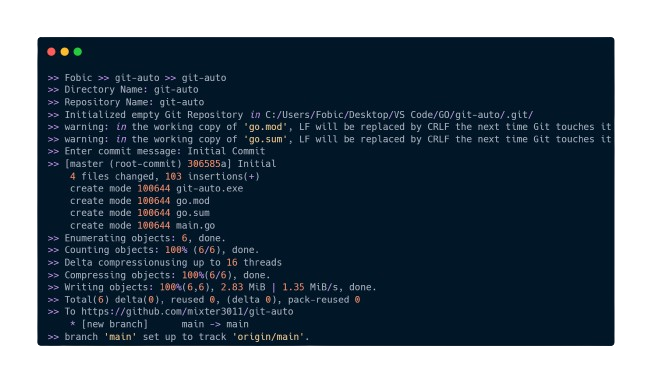 >> Fobic >> git-auto >> git-auto
>> Directory Name: git-auto
>> Repository Name: git-auto
>> Initialized empty Git Repository in C:/Users/Fobic/Desktop/VS Code/GO/git-auto/.git/
>> warning: in the working copy of 'go.mod', LF will be replaced by CRLF the next time Git touches it
>> warning: in the working copy of 'go.sum', LF will be replaced by CRLF the next time Git touches it
>> Enter commit message: Initial Commit
>> [master (root-commit) 306585a] Initial
4 files changed, 103 insertions(+)
create mode 100644 git-auto.exe
create mode 100644 go.mod
create mode 100644 go.sum
create mode 100644 main.go
>> Enumerating objects: 6, done.
>> Counting objects: 100% (6/6), done.
>> Delta compressionusing up to 16 threads
>> Compressing objects: 100%(6/6), done.
>> Writing objects: 100%(6,6), 2.83 MiB | 1.35 MiB/s, done.
>> Total(6) delta(0), reused 0, (delta 0), pack-reused 0
>> To https://github.com/mixter3011/git-auto
* [new branch] main -> main
>> branch 'main' set up to track 'origin/main'.